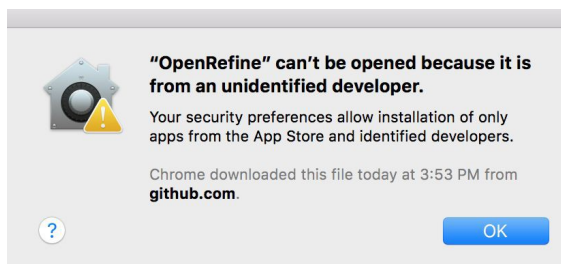 “OpenRefine” can’t be opened because it is
from an unidentified developer.
Your security preferences allow installation of only
apps from the App Store and identified developers.
Chrome downloaded this file today at 3:53 PM from
github.com.
?
OK